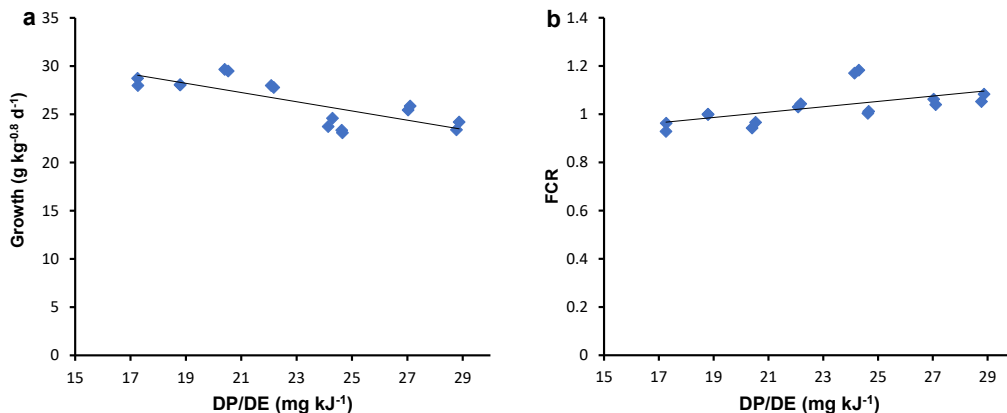 a
35
30
25
20
15
10
5
0
15 17 19 21 23 25 27 29
DP/DE (mg kJ⁻¹)
Growth (g kg⁻⁰·⁸ d⁻¹)
b
1.4
1.2
1
0.8
0.6
0.4
0.2
0
15 17 19 21 23 25 27 29
DP/DE (mg kJ⁻¹)
FCR